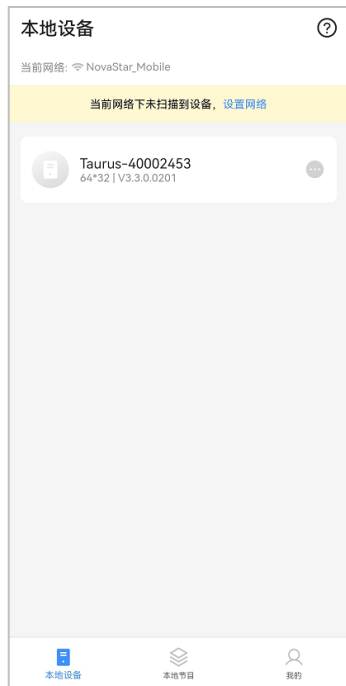 本地设备
当前网络: NovaStar_Mobile
当前网络下未扫描到设备，设置网络
Taurus-40002453
64*32 | V3.3.0.0201
本地设备
本地节目
我的